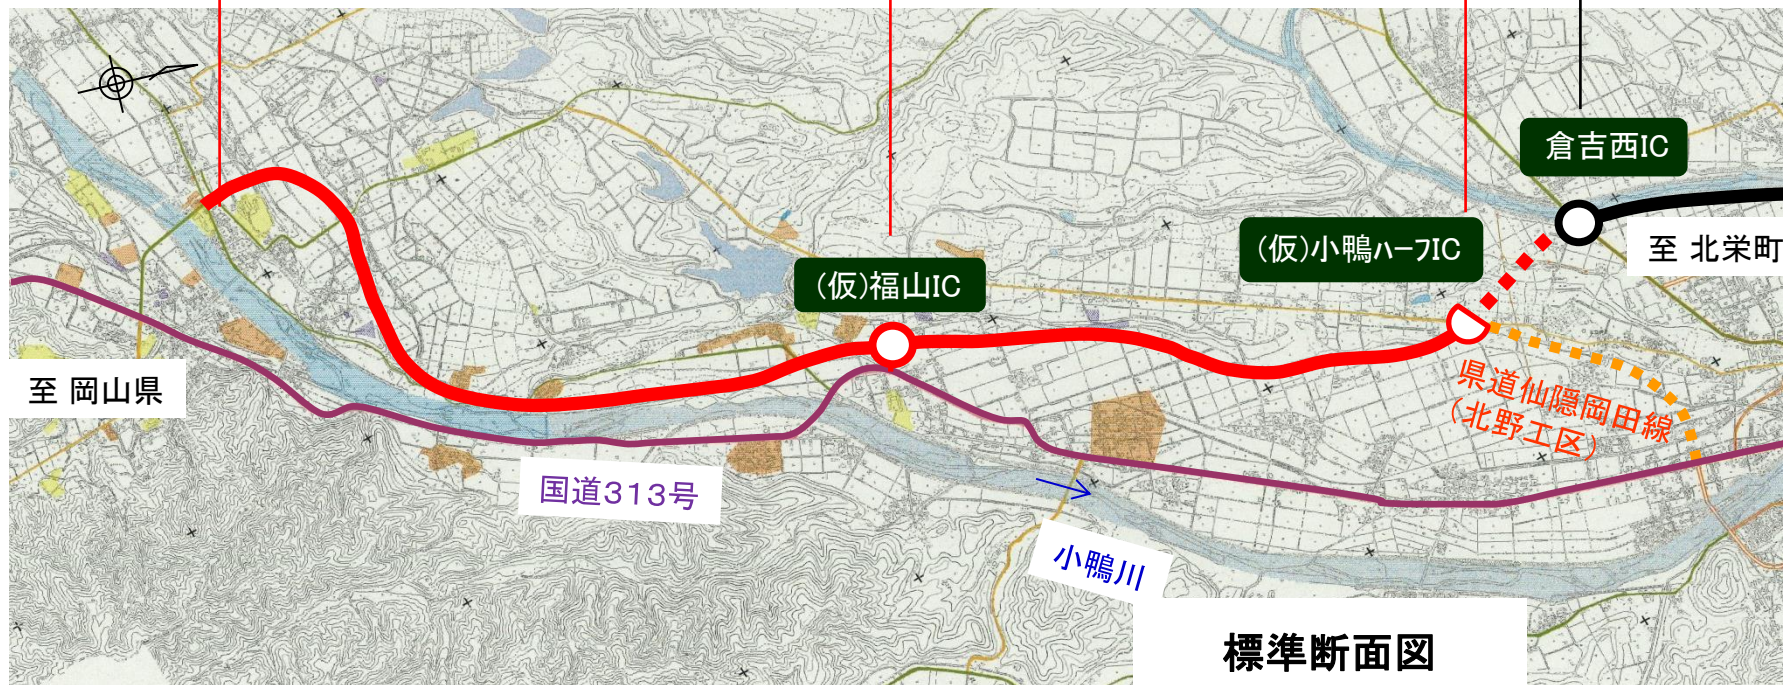 倉吉西IC
(仮)小鴨ハーフIC
至 北栄町
(仮)福山IC
至 岡山県
県道仙隠岡田線
(北野工区)
国道313号
小鴨川
標準断面図